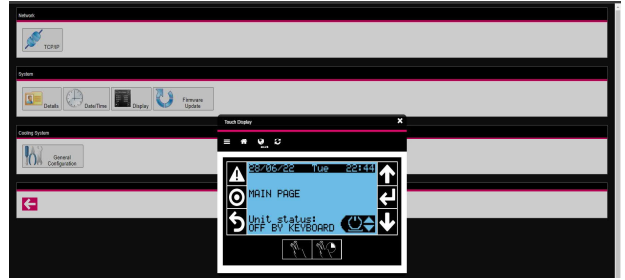 Network
TCP/IP
System
Details
Date/Time
Display
Firmware
Update
Cooling System
General
Configuration
Touch Display
28/06/22 Tue 22:44
MAIN PAGE
Unit status:
OFF BY KEYBOARD